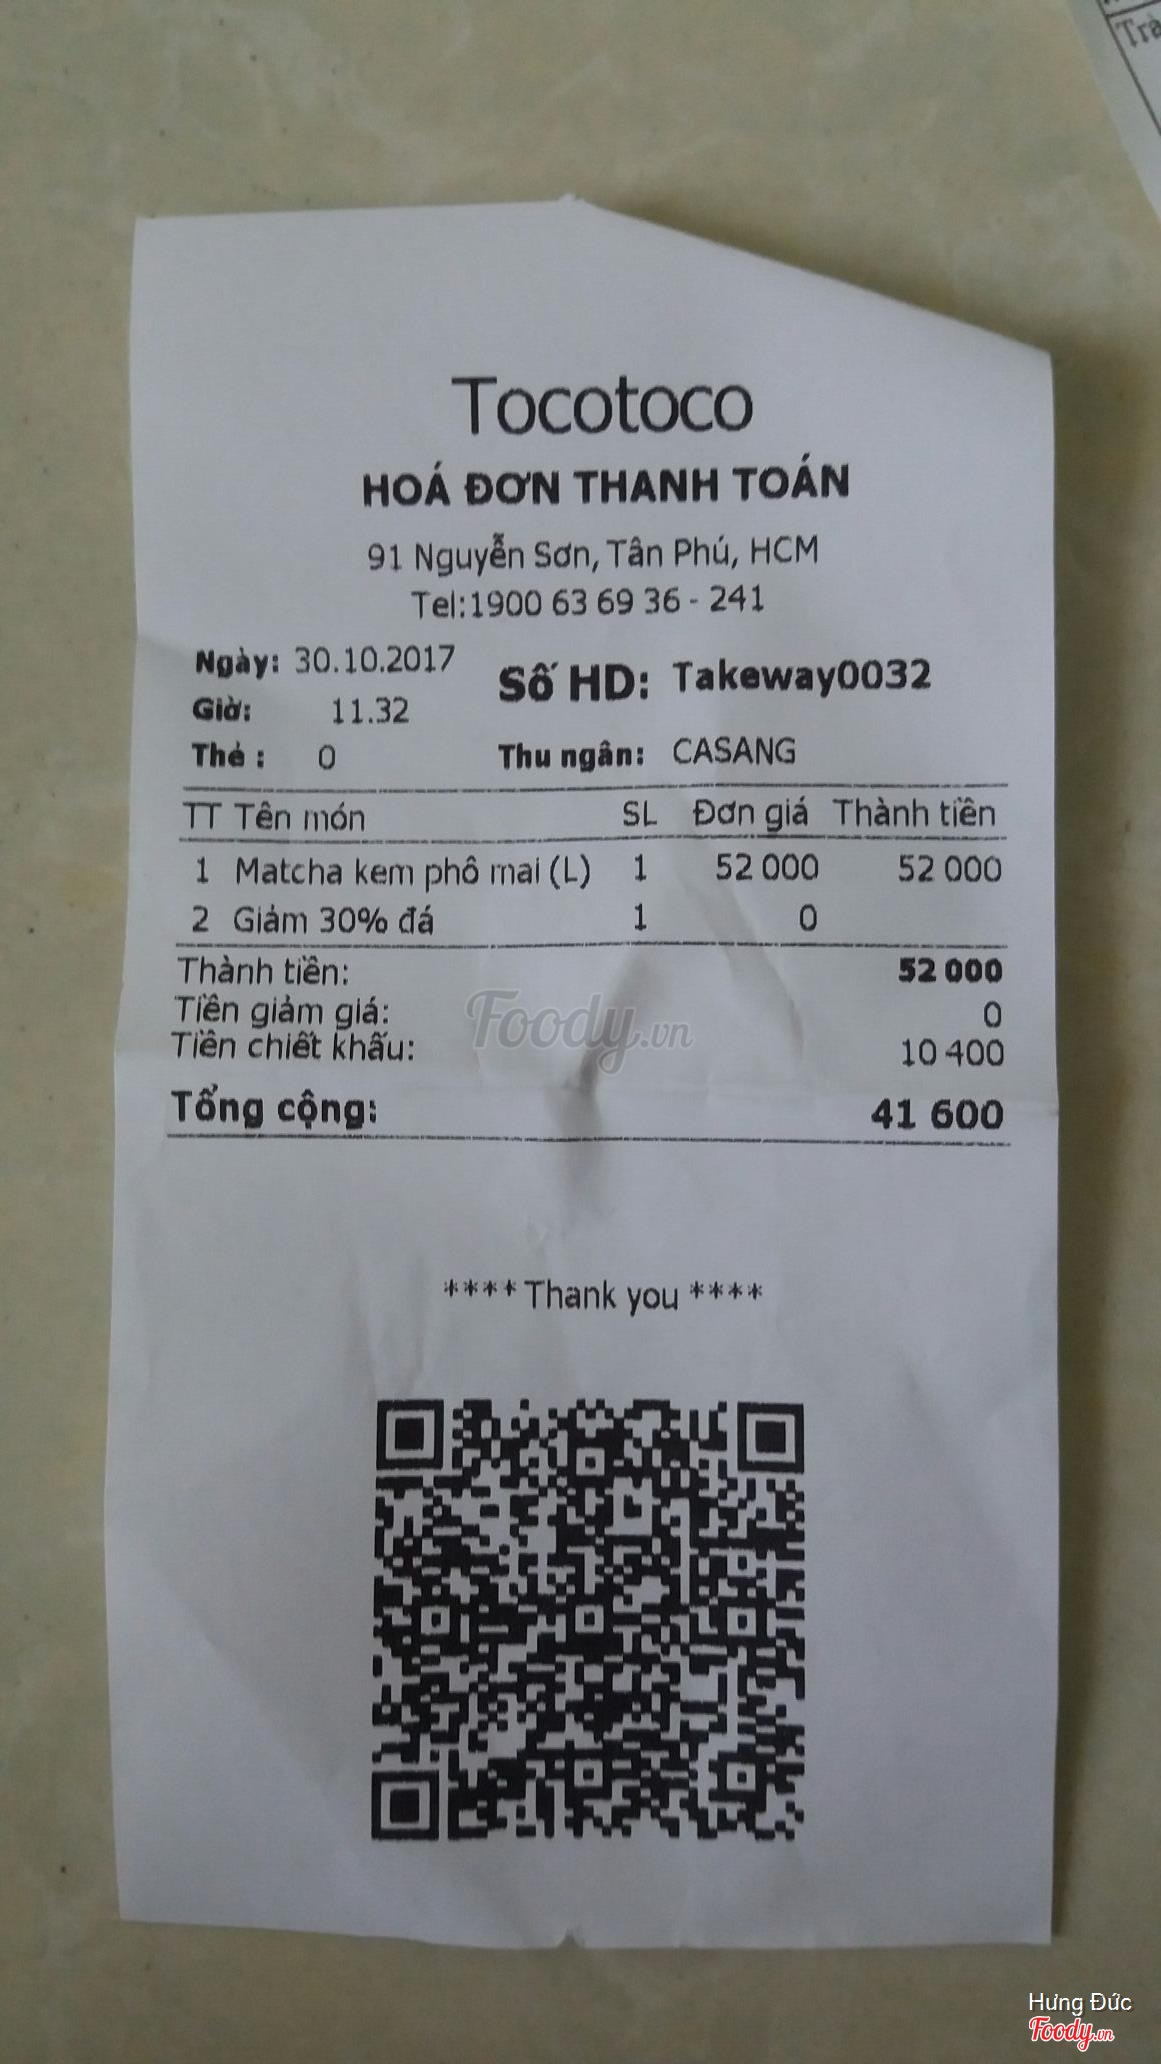 Trà
Tocotoco
HOÁ ĐƠN THANH TOÁN
91 Nguyễn Sơn, Tân Phú, HCM
Tel:1900 63 69 36 - 241
Ngày: 30.10.2017
Số HD: Takeway0032
Giờ: 11.32
Thẻ : 0 Thu ngân: CASANG
TT Tên món SL Đơn giá Thành tiền
1 Matcha kem phô mai (L) 1 52 000 52 000
2 Giảm 30% đá 1 0
Thành tiền: 52 000
Tiền giảm giá: 0
Tiền chiết khấu: 10 400
Tổng cộng: 41 600
Foody.vn
**** Thank you ****
Hưng Đức
Foody.vn